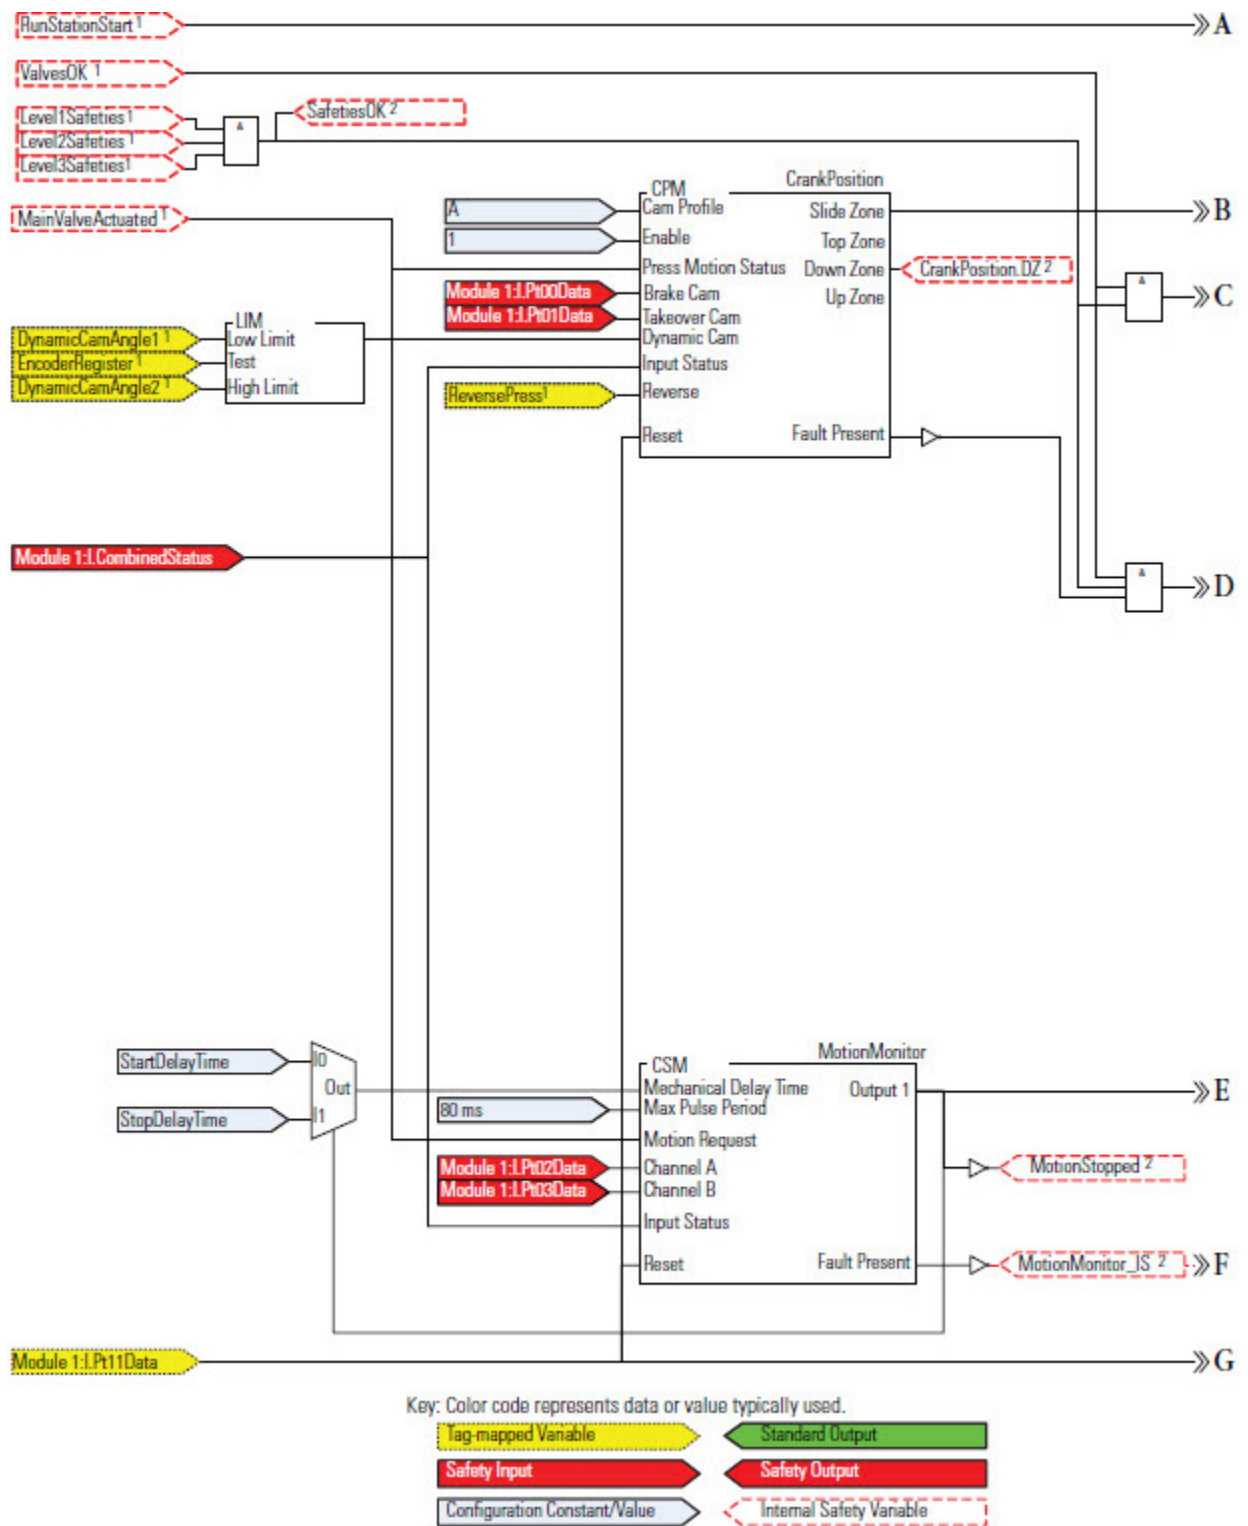 RunStationStart 1
A
ValvesOK 1
Level1Safeties 1
Level2Safeties 1
Level3Safeties 1
&
SafetiesOK 2
MainValveActuated 1
CPM
CrankPosition
A
Cam Profile
Slide Zone
B
1
Enable
Top Zone
Press Motion Status
Down Zone
CrankPosition.DZ 2
Module 1:I.Pt00Data
Brake Cam
Up Zone
&
C
Module 1:I.Pt01Data
Takeover Cam
LIM
DynamicCamAngle1 1
Low Limit
Dynamic Cam
EncoderRegister 1
Test
Input Status
DynamicCamAngle2 1
High Limit
ReversePress 1
Reverse
Reset
Fault Present
Module 1:I.CombinedStatus
&
D
StartDelayTime
I0
Out
StopDelayTime
I1
CSM
MotionMonitor
Mechanical Delay Time
Output 1
E
80 ms
Max Pulse Period
Motion Request
Module 1:I.Pt02Data
Channel A
MotionStopped 2
Module 1:I.Pt03Data
Channel B
Input Status
Reset
Fault Present
MotionMonitor_IS 2
F
Module 1:I.Pt11Data
G
Key: Color code represents data or value typically used.
Tag-mapped Variable
Standard Output
Safety Input
Safety Output
Configuration Constant/Value
Internal Safety Variable